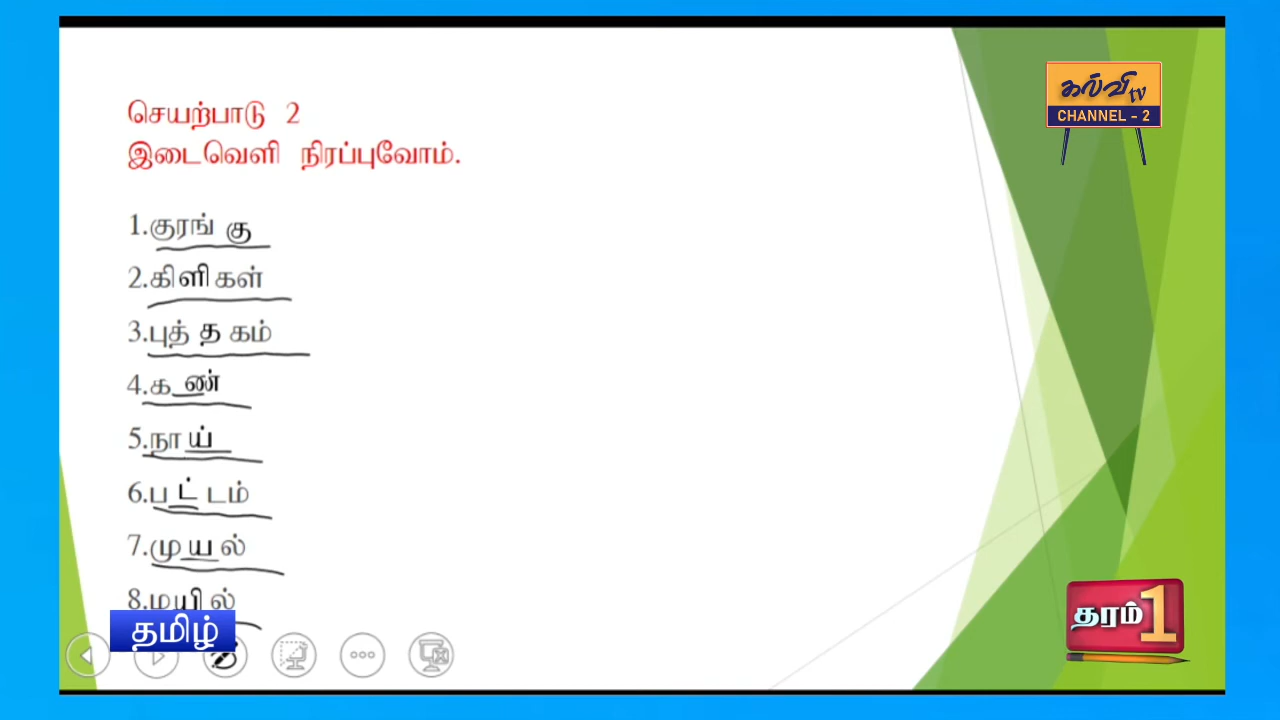 கல்வி tv
CHANNEL - 2
செயற்பாடு 2
இடைவெளி நிரப்புவோம்.
1.குரங் கு
2.கிளிகள்
3.புத் த கம்
4.க ண்
5.நாய்
6.ப ட் டம்
7.முயல்
8.மயில்
தமிழ்
தரம் 1